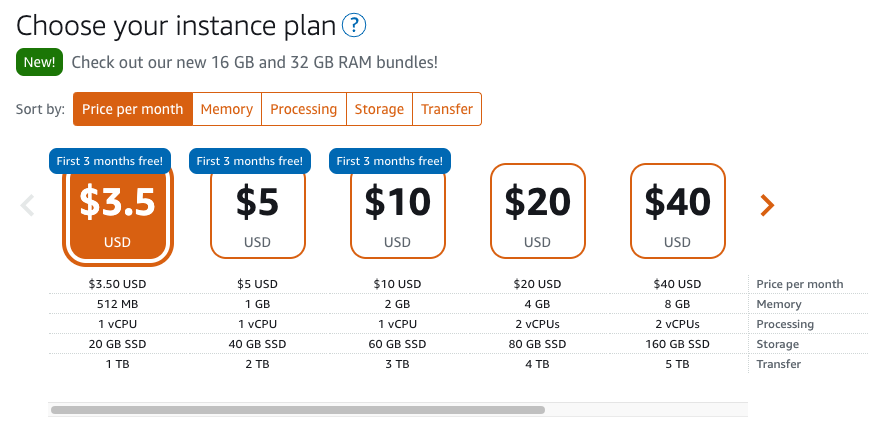 Choose your instance plan ?
New! Check out our new 16 GB and 32 GB RAM bundles!
Sort by: Price per month Memory Processing Storage Transfer
First 3 months free! First 3 months free! First 3 months free!
$3.5 $5 $10 $20 $40
USD USD USD USD USD
$3.50 USD $5 USD $10 USD $20 USD $40 USD Price per month
512 MB 1 GB 2 GB 4 GB 8 GB Memory
1 vCPU 1 vCPU 1 vCPU 2 vCPUs 2 vCPUs Processing
20 GB SSD 40 GB SSD 60 GB SSD 80 GB SSD 160 GB SSD Storage
1 TB 2 TB 3 TB 4 TB 5 TB Transfer